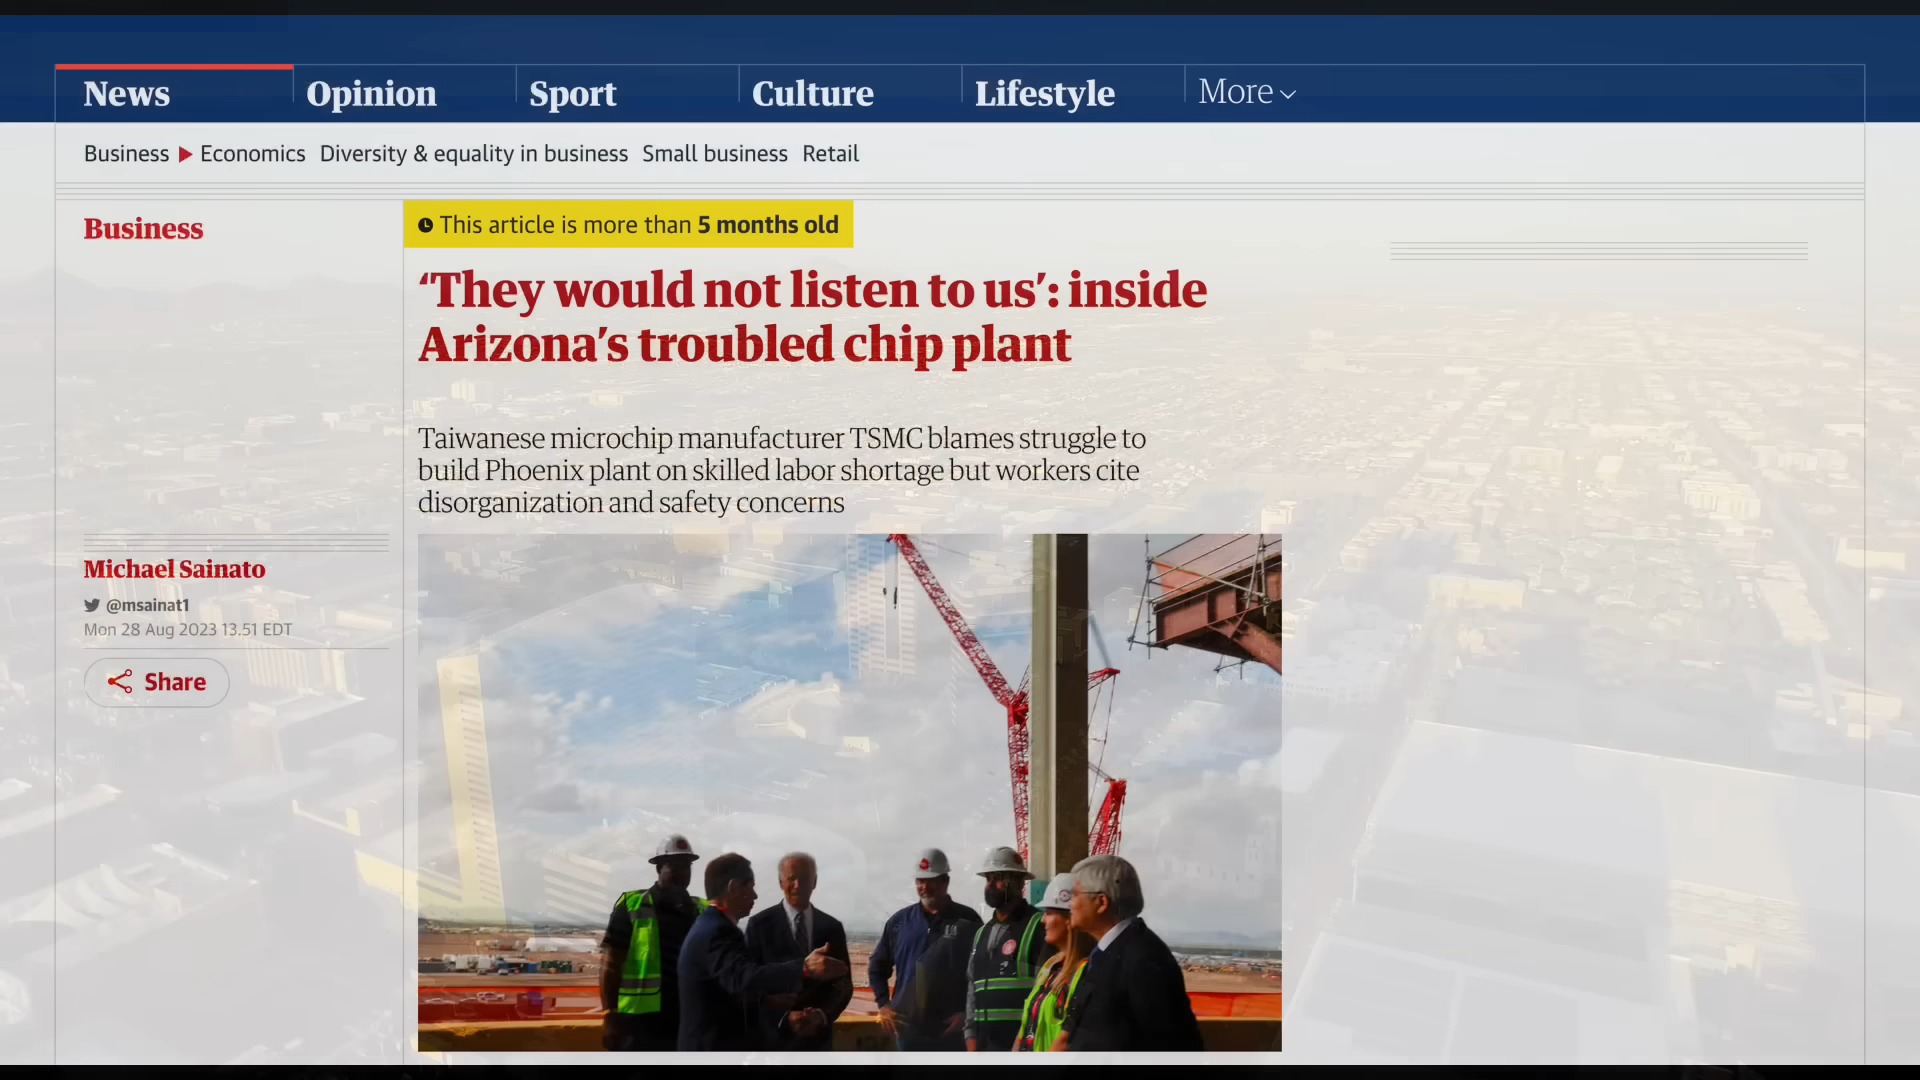 News Opinion Sport Culture Lifestyle More
Business Economics Diversity & equality in business Small business Retail
Business
This article is more than 5 months old
‘They would not listen to us’: inside
Arizona’s troubled chip plant
Taiwanese microchip manufacturer TSMC blames struggle to
build Phoenix plant on skilled labor shortage but workers cite
disorganization and safety concerns
Michael Sainato
@msainat1
Mon 28 Aug 2023 13.51 EDT
Share